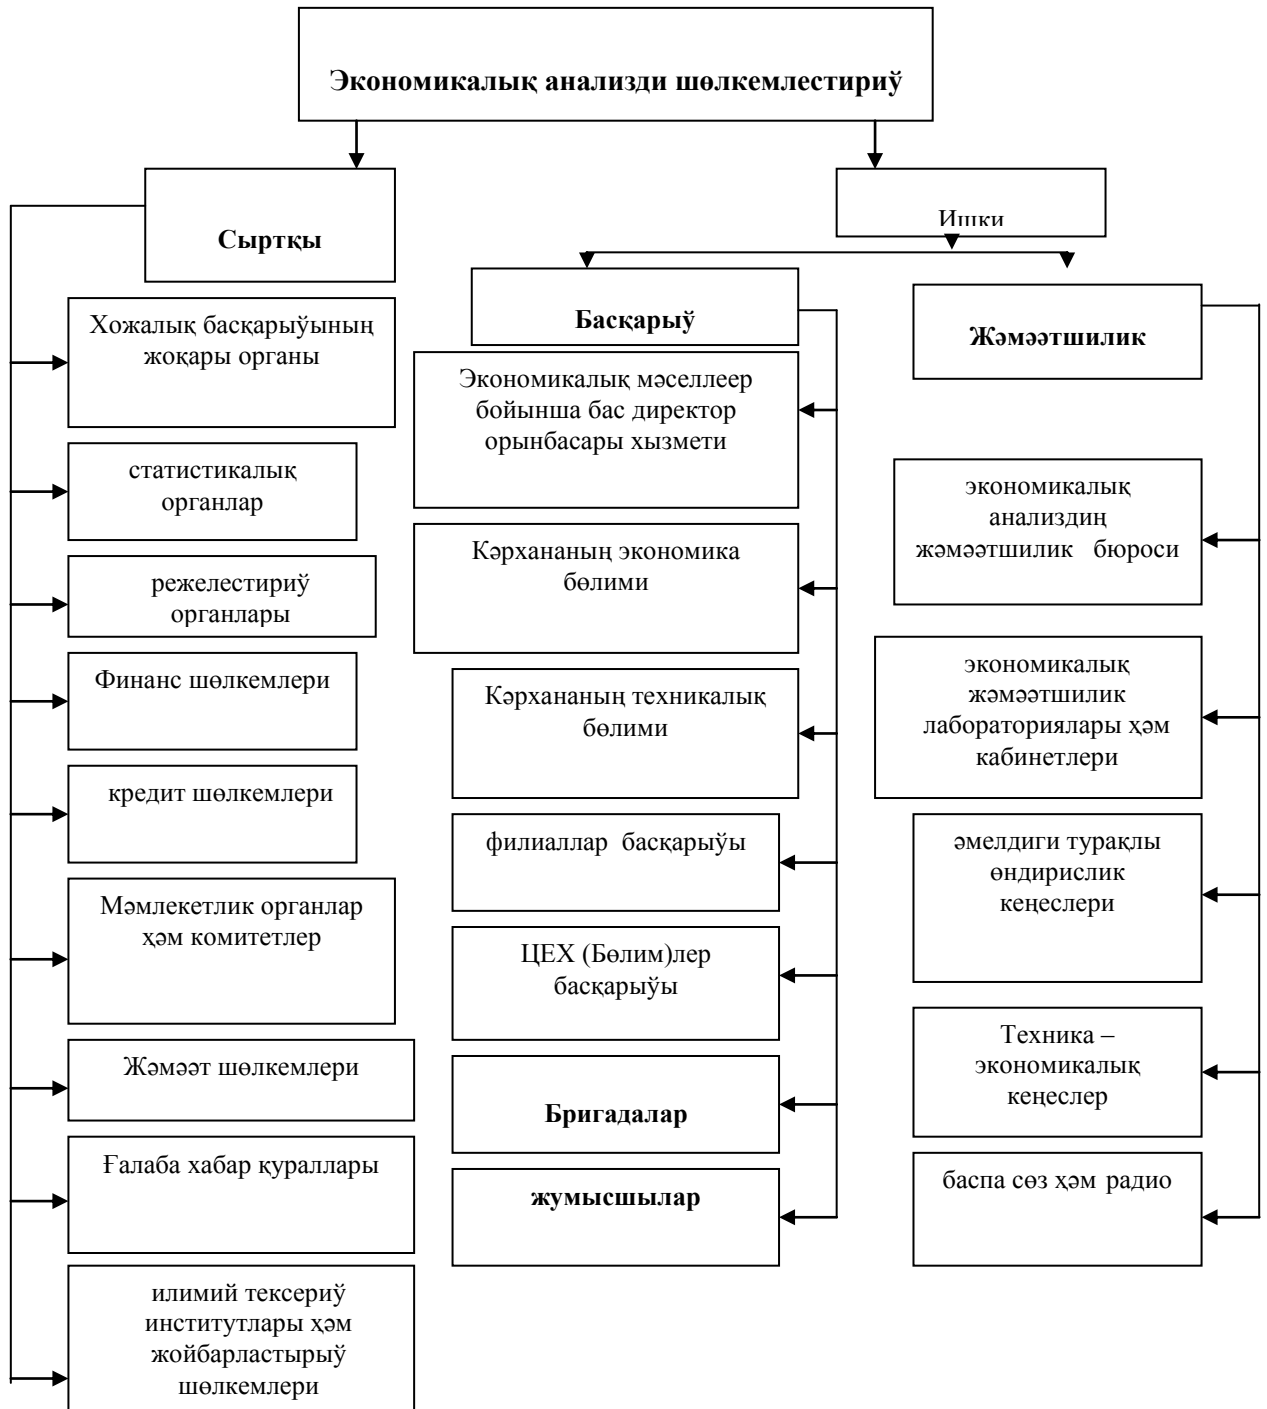 Экономикалық анализди шөлкемлестириў
Сыртқы
Хожалық басқарыўының
жоқары органы
статистикалық
органлар
режелестириў
органлары
Финанс шөлкемлери
кредит шөлкемлери
Мәмлекетлик органлар
ҳәм комитетлер
Жәмәәт шөлкемлери
Ғалаба хабар қураллары
илимий тексериў
институтлары ҳәм
жойбарластырыў
шөлкемлери
Ишки
Басқарыў
Экономикалық мәселлеер
бойынша бас директор
орынбасары хызмети
Кәрхананың экономика
бөлими
Кәрхананың техникалық
бөлими
филиаллар басқарыўы
ЦЕХ (Бөлим)лер
басқарыўы
Бригадалар
жумысшылар
Жәмәәтшилик
экономикалық
анализдиң
жәмәәтшилик бюроси
экономикалық
жәмәәтшилик
лабораториялары ҳәм
кабинетлери
әмелдиги турақлы
өндирислик
кеңеслери
Техника –
экономикалық
кеңеслер
баспа сөз ҳәм радио